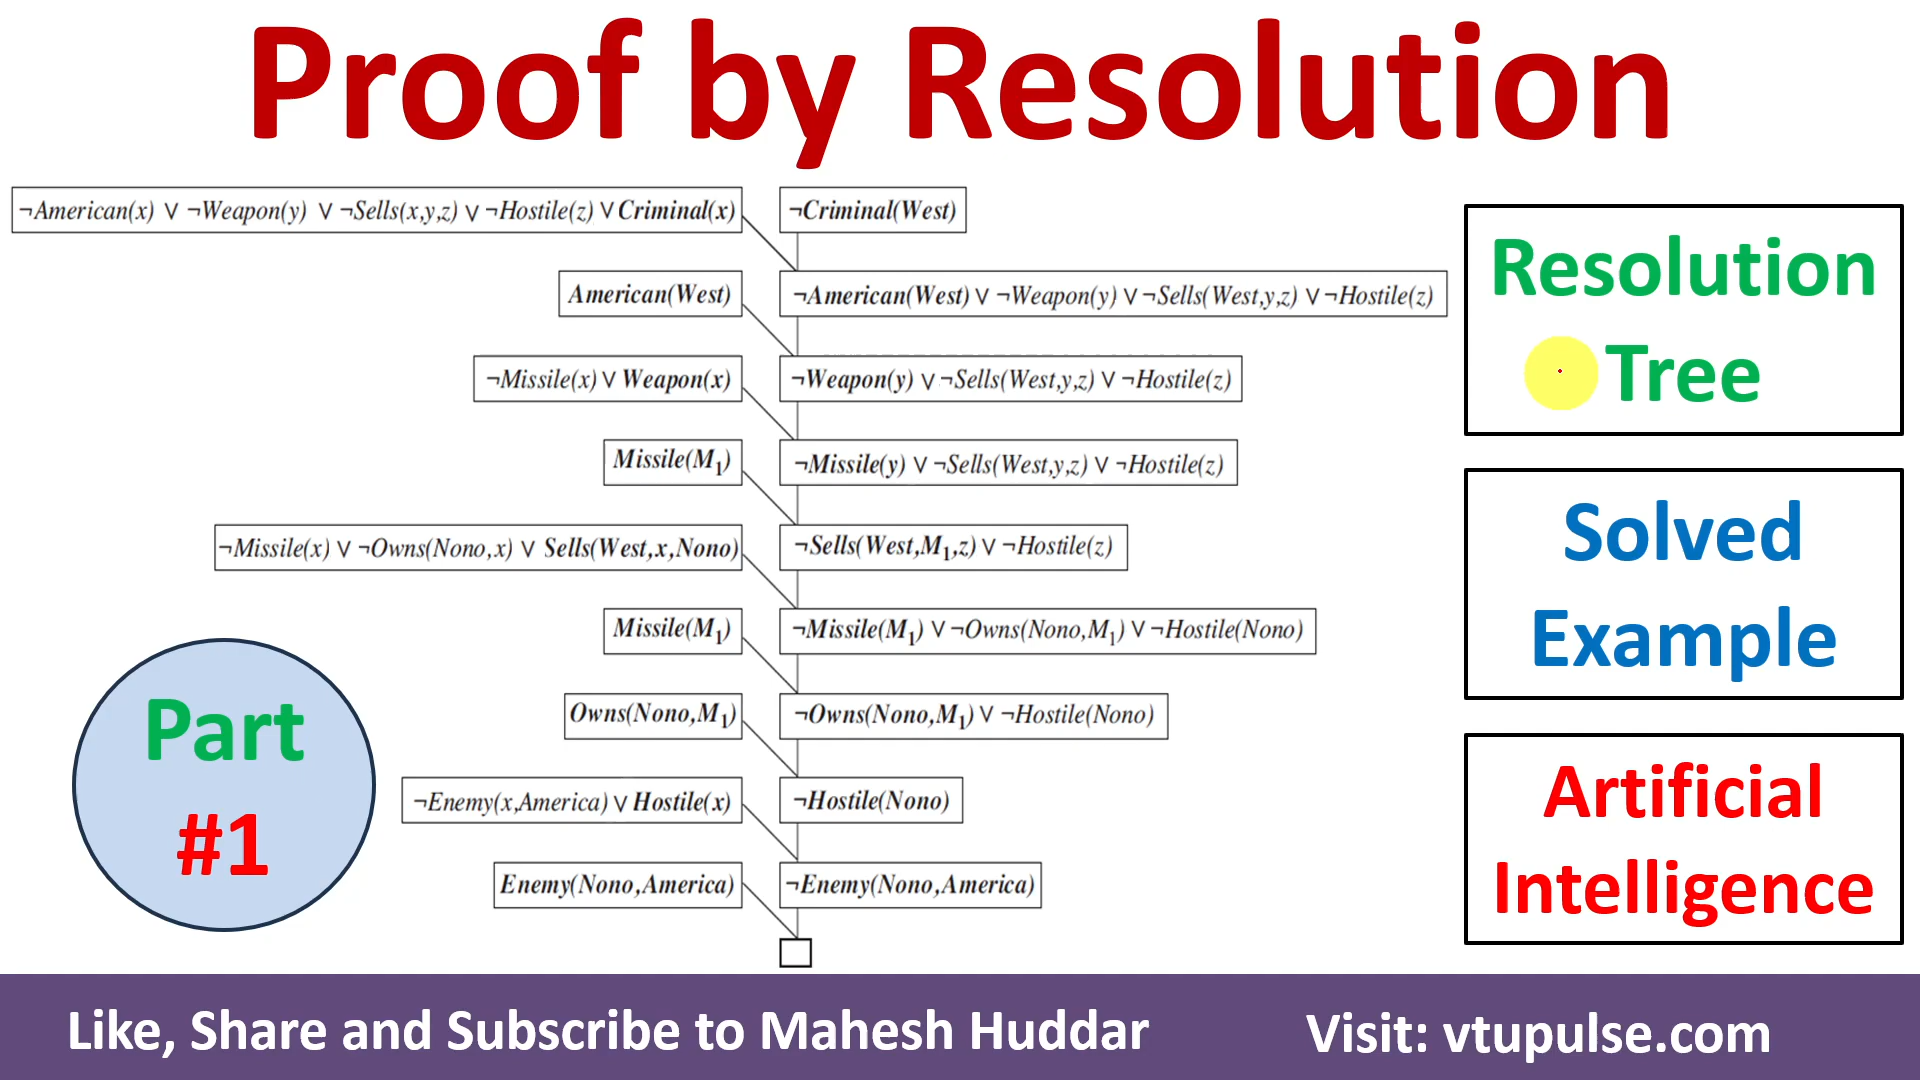 Proof by Resolution
¬American(x) ∨ ¬Weapon(y) ∨ ¬Sells(x,y,z) ∨ ¬Hostile(z) ∨ Criminal(x)
¬Criminal(West)
American(West)
¬American(West) ∨ ¬Weapon(y) ∨ ¬Sells(West,y,z) ∨ ¬Hostile(z)
¬Missile(x) ∨ Weapon(x)
¬Weapon(y) ∨ ¬Sells(West,y,z) ∨ ¬Hostile(z)
Missile(M₁)
¬Missile(y) ∨ ¬Sells(West,y,z) ∨ ¬Hostile(z)
¬Missile(x) ∨ ¬Owns(Nono,x) ∨ Sells(West,x,Nono)
¬Sells(West,M₁,z) ∨ ¬Hostile(z)
Missile(M₁)
¬Missile(M₁) ∨ ¬Owns(Nono,M₁) ∨ ¬Hostile(Nono)
Owns(Nono,M₁)
¬Owns(Nono,M₁) ∨ ¬Hostile(Nono)
¬Enemy(x,America) ∨ Hostile(x)
¬Hostile(Nono)
Enemy(Nono,America)
¬Enemy(Nono,America)
Part
#1
Resolution
Tree
Solved
Example
Artificial
Intelligence
Like, Share and Subscribe to Mahesh Huddar
Visit: vtupulse.com